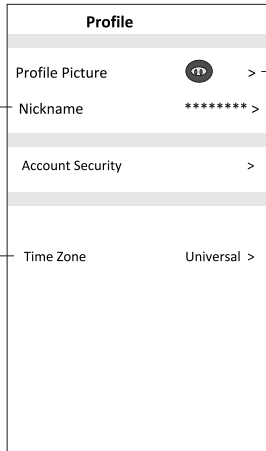 Profile
Profile Picture >
Nickname ******** >
Account Security >
Time Zone Universal >